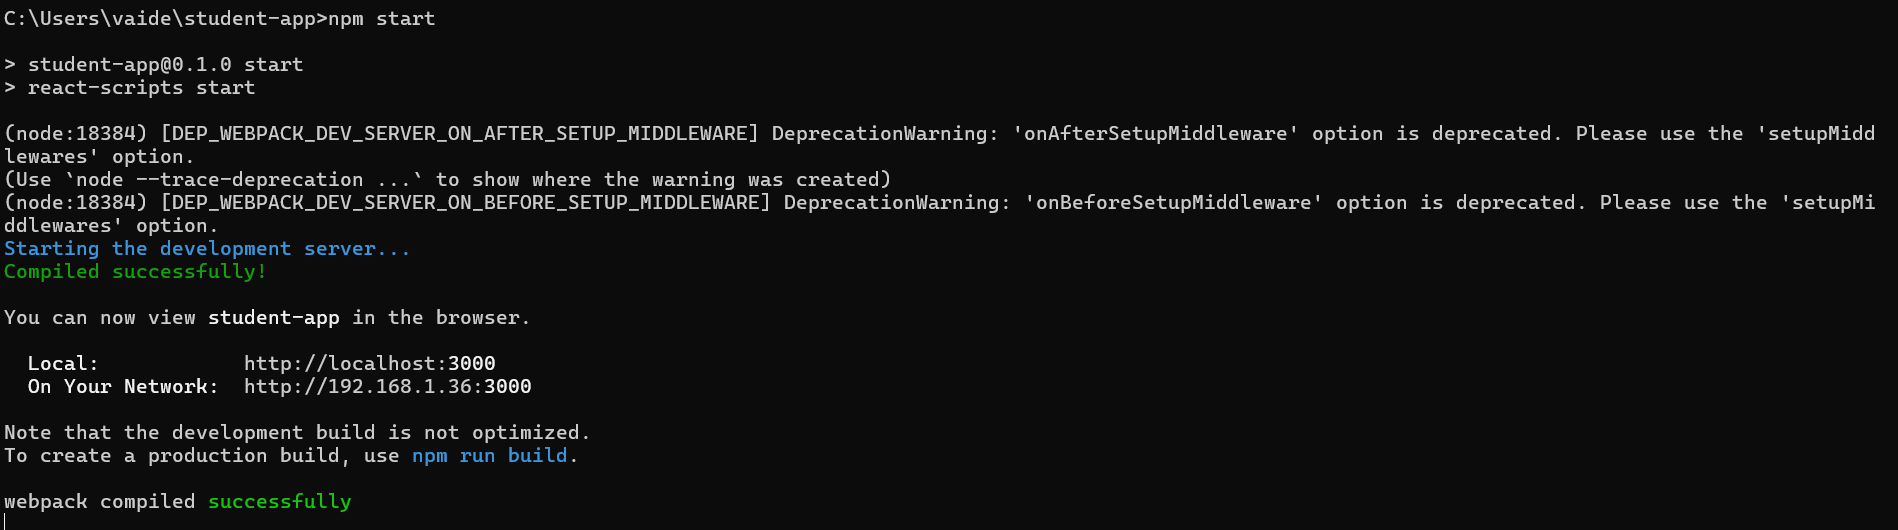 C:\Users\vaide\student-app>npm start
> student-app@0.1.0 start
> react-scripts start
(node:18384) [DEP_WEBPACK_DEV_SERVER_ON_AFTER_SETUP_MIDDLEWARE] DeprecationWarning: 'onAfterSetupMiddleware' option is deprecated. Please use the 'setupMidd
lewares' option.
(Use `node --trace-deprecation ...` to show where the warning was created)
(node:18384) [DEP_WEBPACK_DEV_SERVER_ON_BEFORE_SETUP_MIDDLEWARE] DeprecationWarning: 'onBeforeSetupMiddleware' option is deprecated. Please use the 'setupMi
ddlewares' option.
Starting the development server...
Compiled successfully!
You can now view student-app in the browser.
Local: http://localhost:3000
On Your Network: http://192.168.1.36:3000
Note that the development build is not optimized.
To create a production build, use npm run build.
webpack compiled successfully